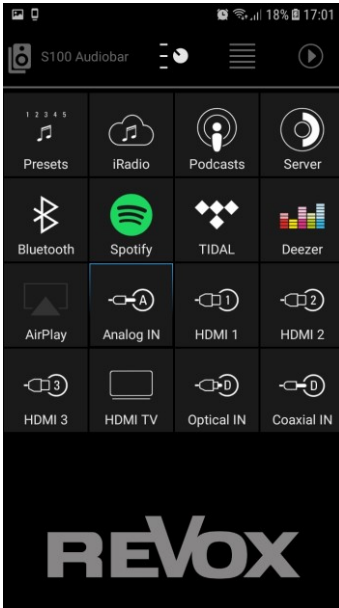 18% 17:01
S100 Audiobar
1 2 3 4 5
Presets iRadio Podcasts Server
Bluetooth Spotify TIDAL Deezer
A 1 2
AirPlay Analog IN HDMI 1 HDMI 2
3 D D
HDMI 3 HDMI TV Optical IN Coaxial IN
REVOX